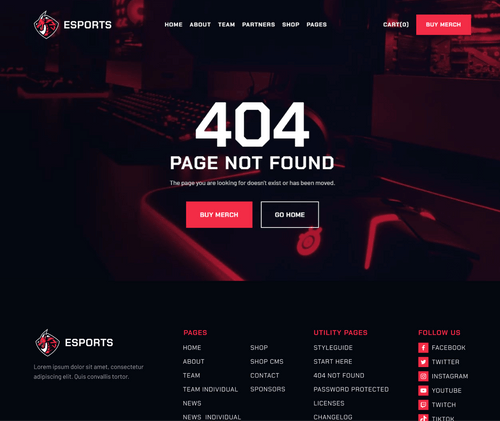 ESPORTS
HOME ABOUT TEAM PARTNERS SHOP PAGES
CART(0) BUY MERCH
404
PAGE NOT FOUND
The page you are looking for doesn't exist or has been moved.
BUY MERCH GO HOME
ESPORTS
Lorem ipsum dolor sit amet, consectetur
adipiscing elit. Quis convallis tortor.
PAGES
HOME
ABOUT
TEAM
TEAM INDIVIDUAL
NEWS
NEWS INDIVIDUAL
SHOP
SHOP CMS
CONTACT
SPONSORS
UTILITY PAGES
STYLEGUIDE
START HERE
404 NOT FOUND
PASSWORD PROTECTED
LICENSES
CHANGELOG
FOLLOW US
FACEBOOK
TWITTER
INSTAGRAM
YOUTUBE
TWITCH
TIKTOK